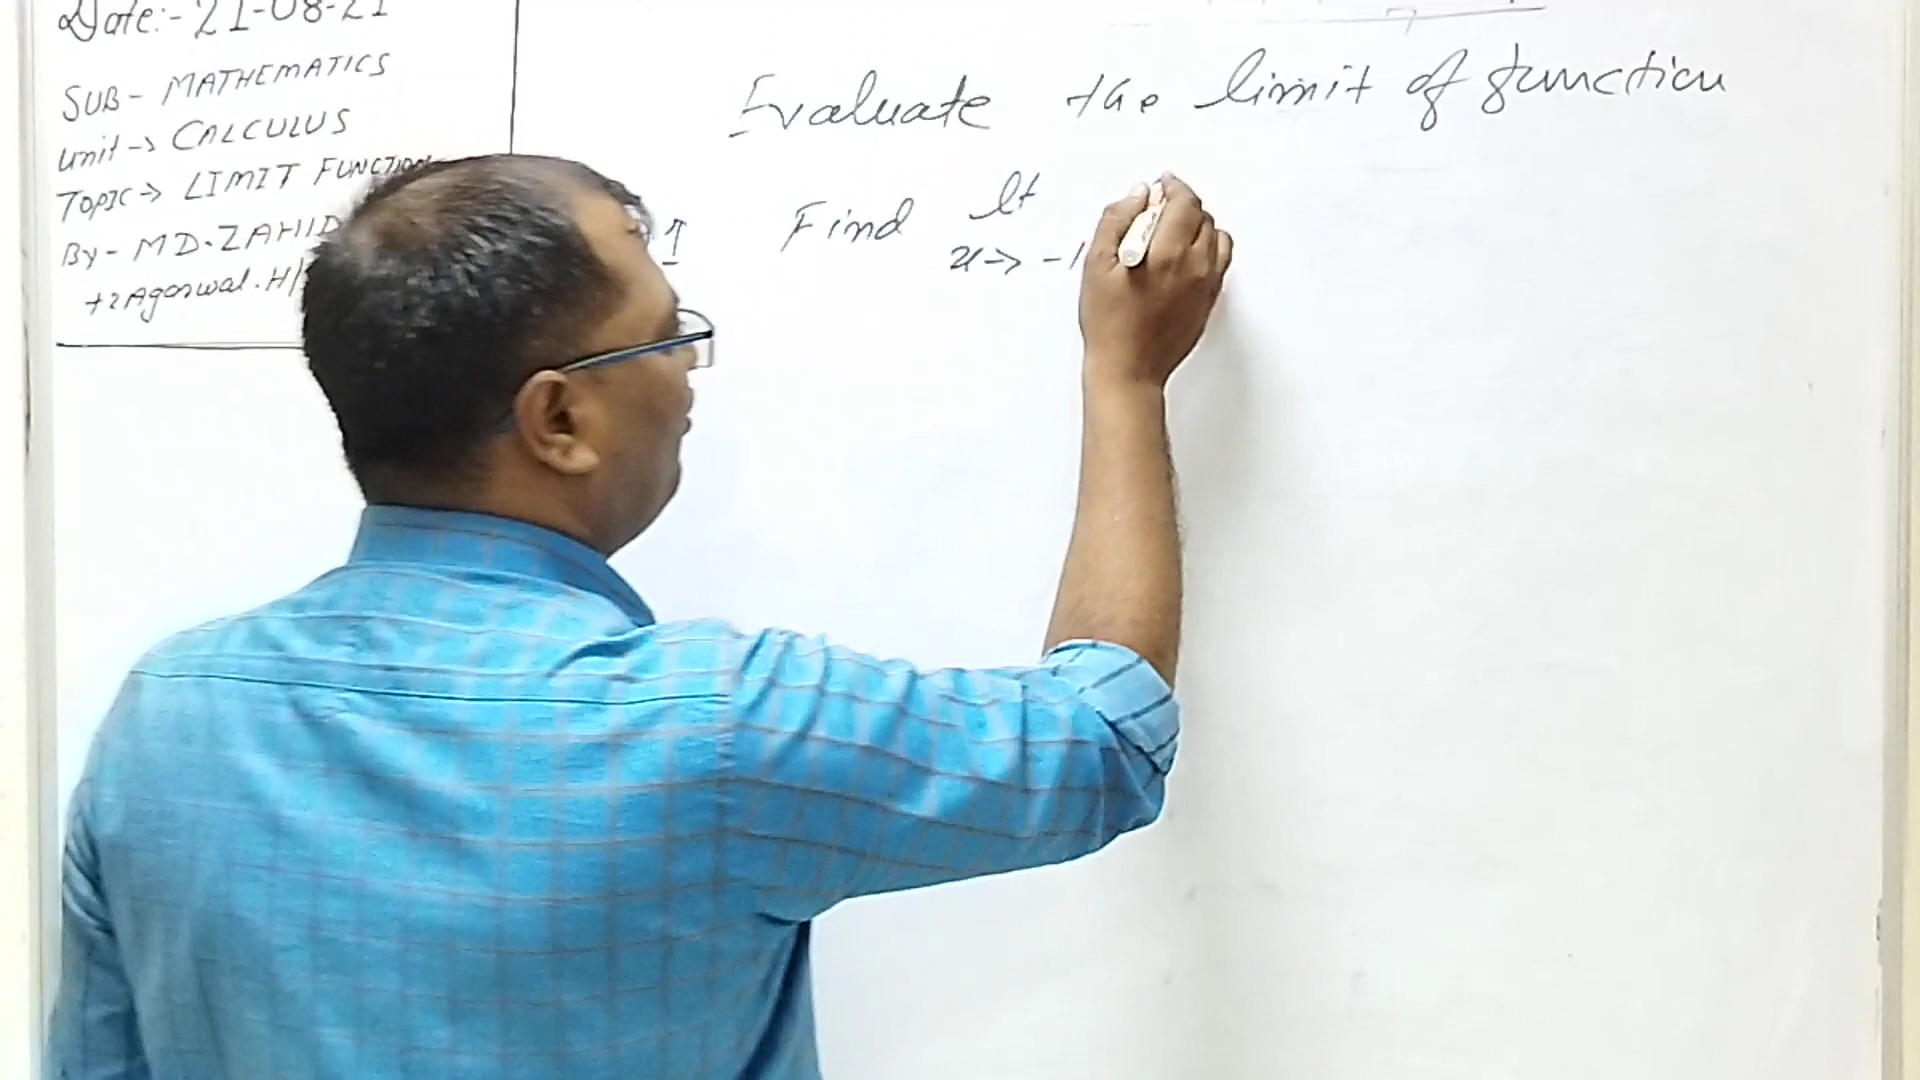 Date:- 21-08-21
SUB- MATHEMATICS
Unit-> CALCULUS
TOPIC-> LIMIT FUNCTION
By- MD. ZAHID
+2 Agarwal. H/
Evaluate the limit of function
Find lt
x-> -1